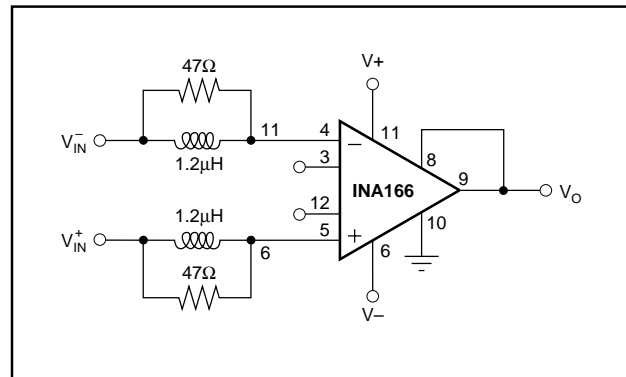 47Ω
V+
V⁻IN
11
4
−
11
8
1.2µH
3
INA166
9
VO
12
1.2µH
10
V⁺IN
5
+
6
6
47Ω
V−